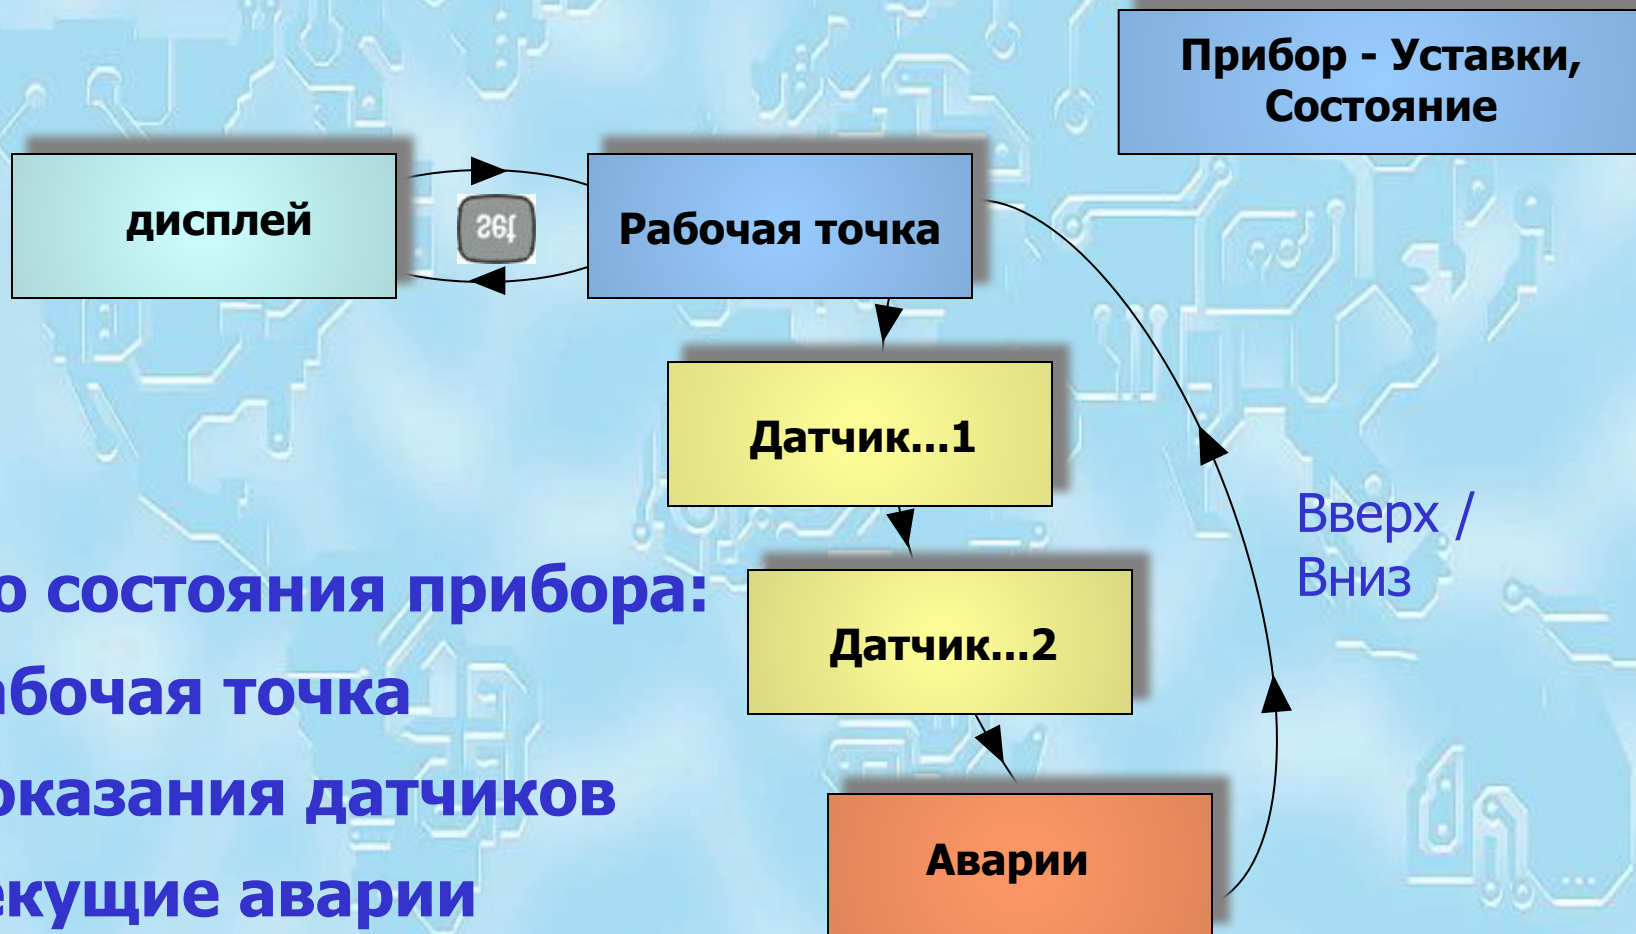 Прибор - Уставки,
Состояние
дисплей
set
Рабочая точка
Датчик...1
Датчик...2
Вверх /
Вниз
о состояния прибора:
абочая точка
оказания датчиков
екущие аварии
Аварии